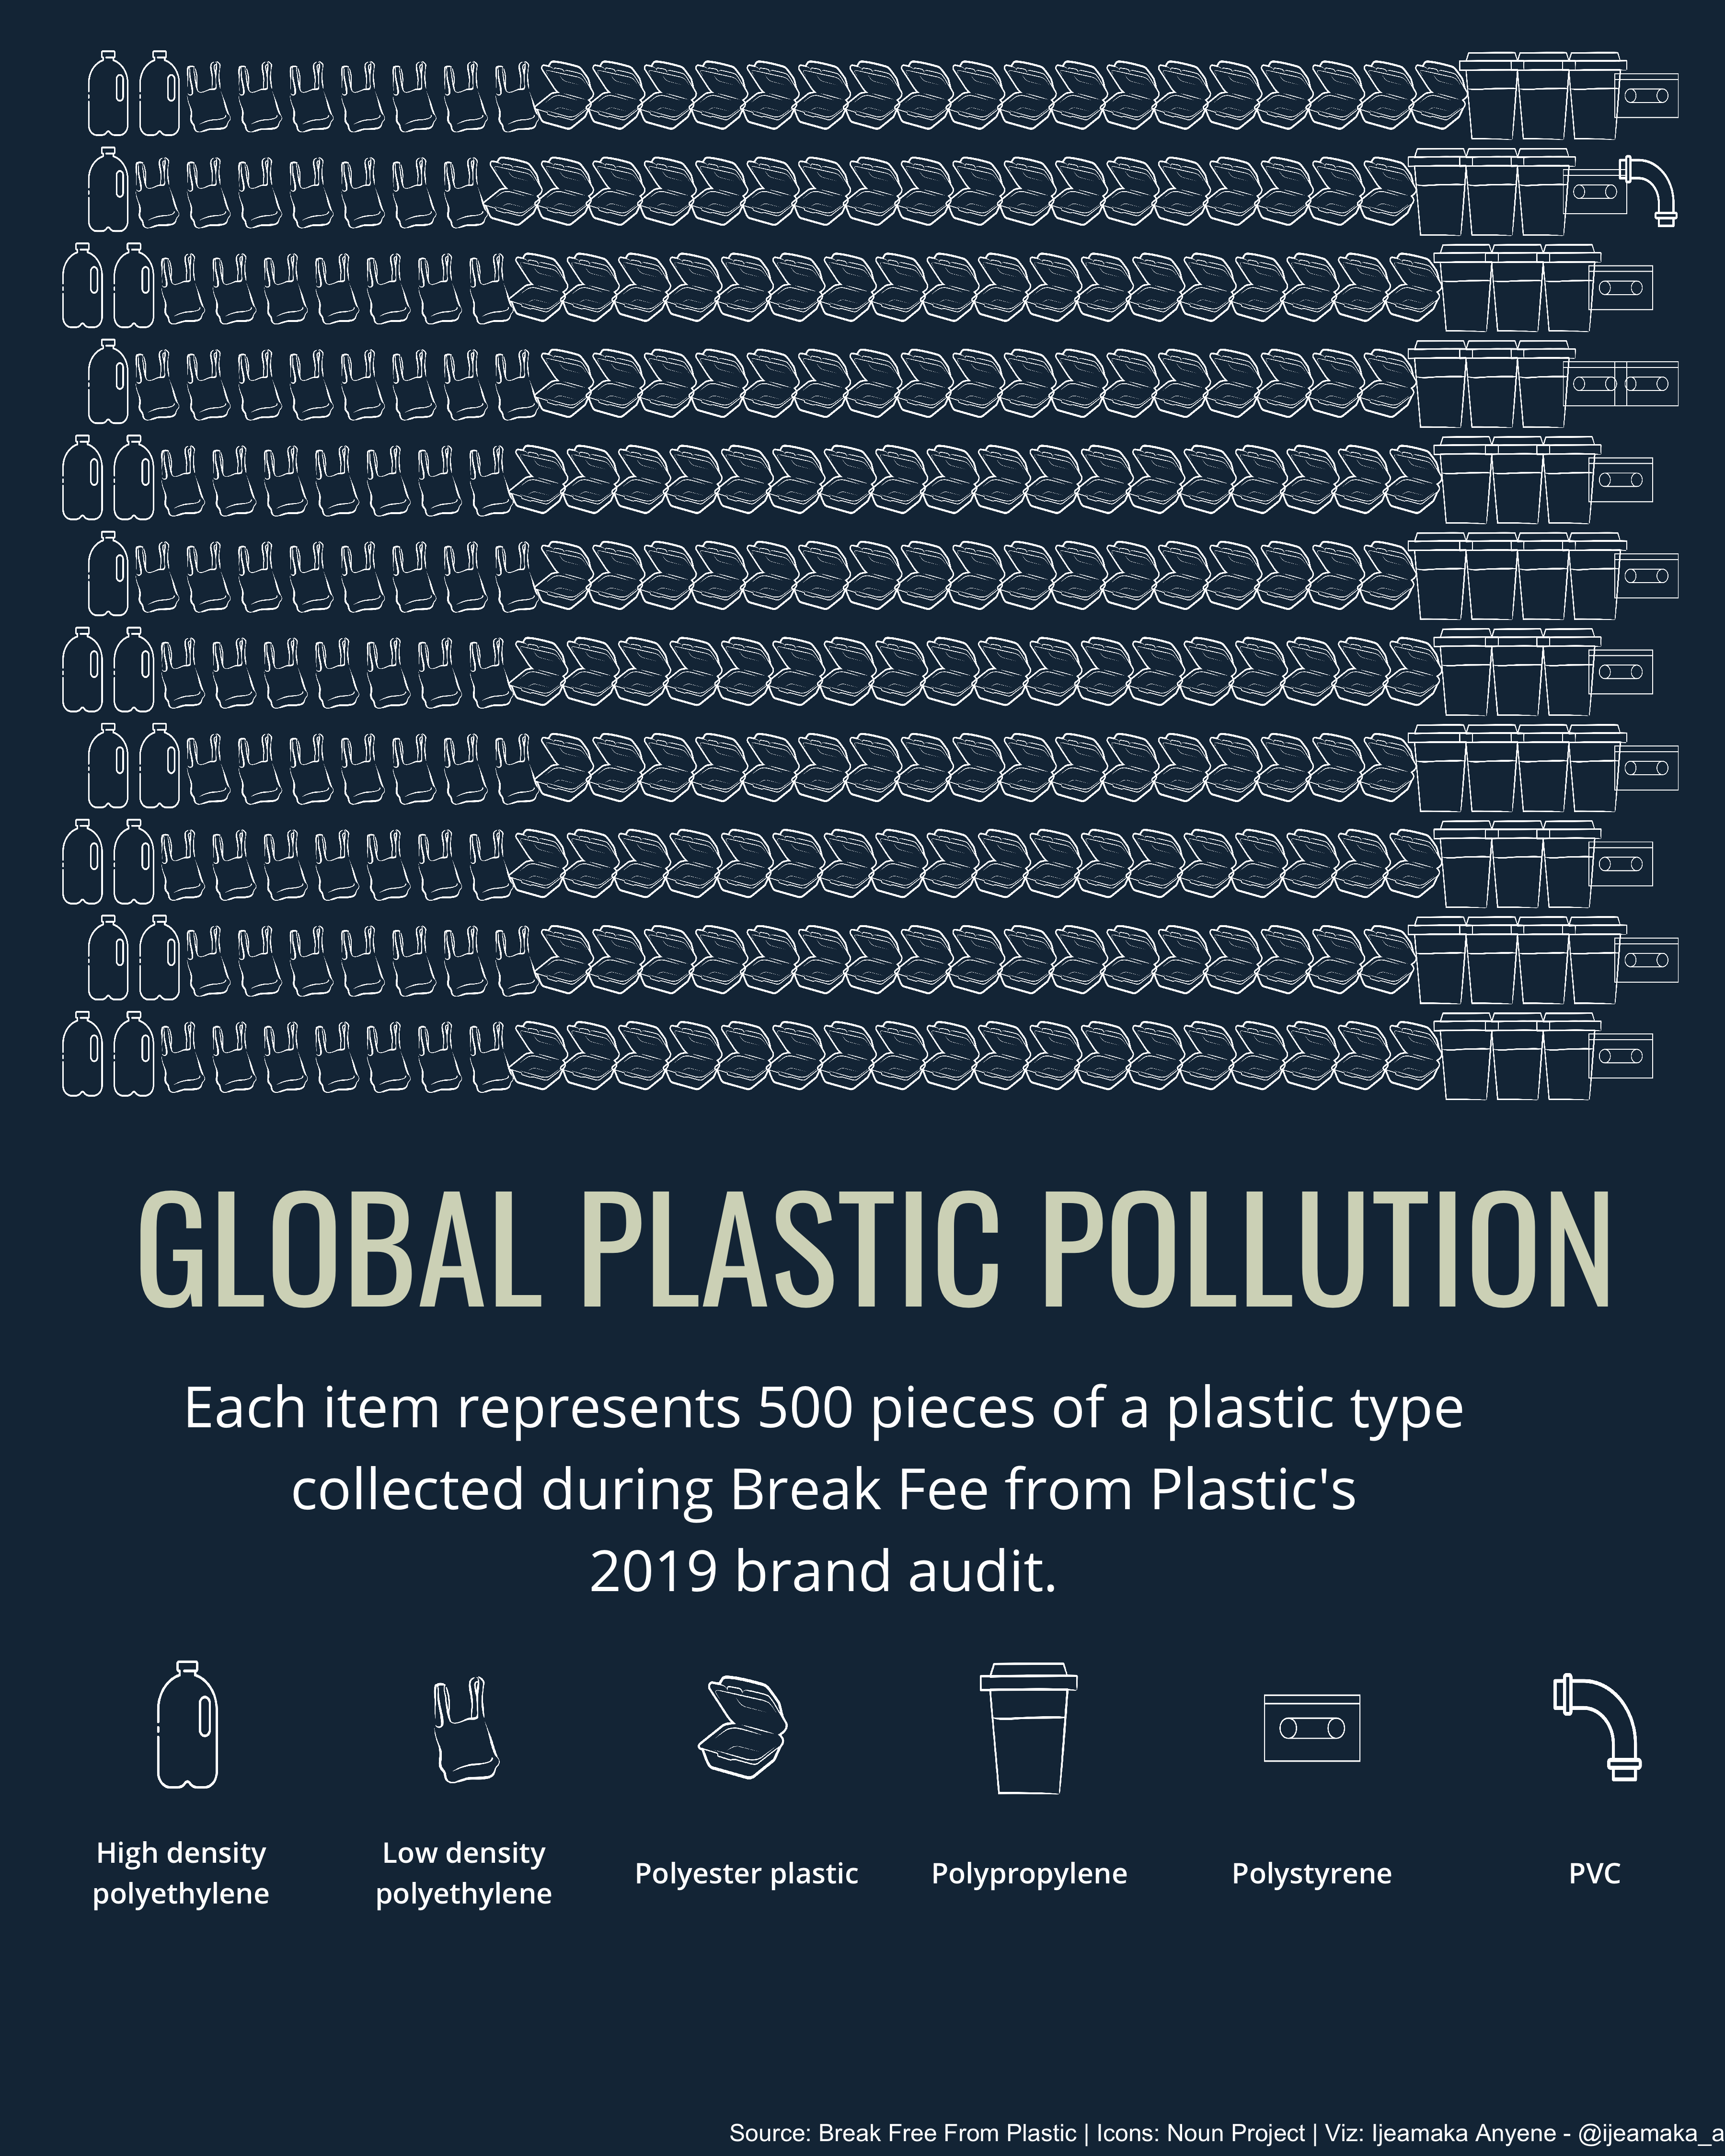 GLOBAL PLASTIC POLLUTION
Each item represents 500 pieces of a plastic type
collected during Break Fee from Plastic's
2019 brand audit.
High density
polyethylene
Low density
polyethylene
Polyester plastic
Polypropylene
Polystyrene
PVC
Source: Break Free From Plastic | Icons: Noun Project | Viz: Ijeamaka Anyene - @ijeamaka_a